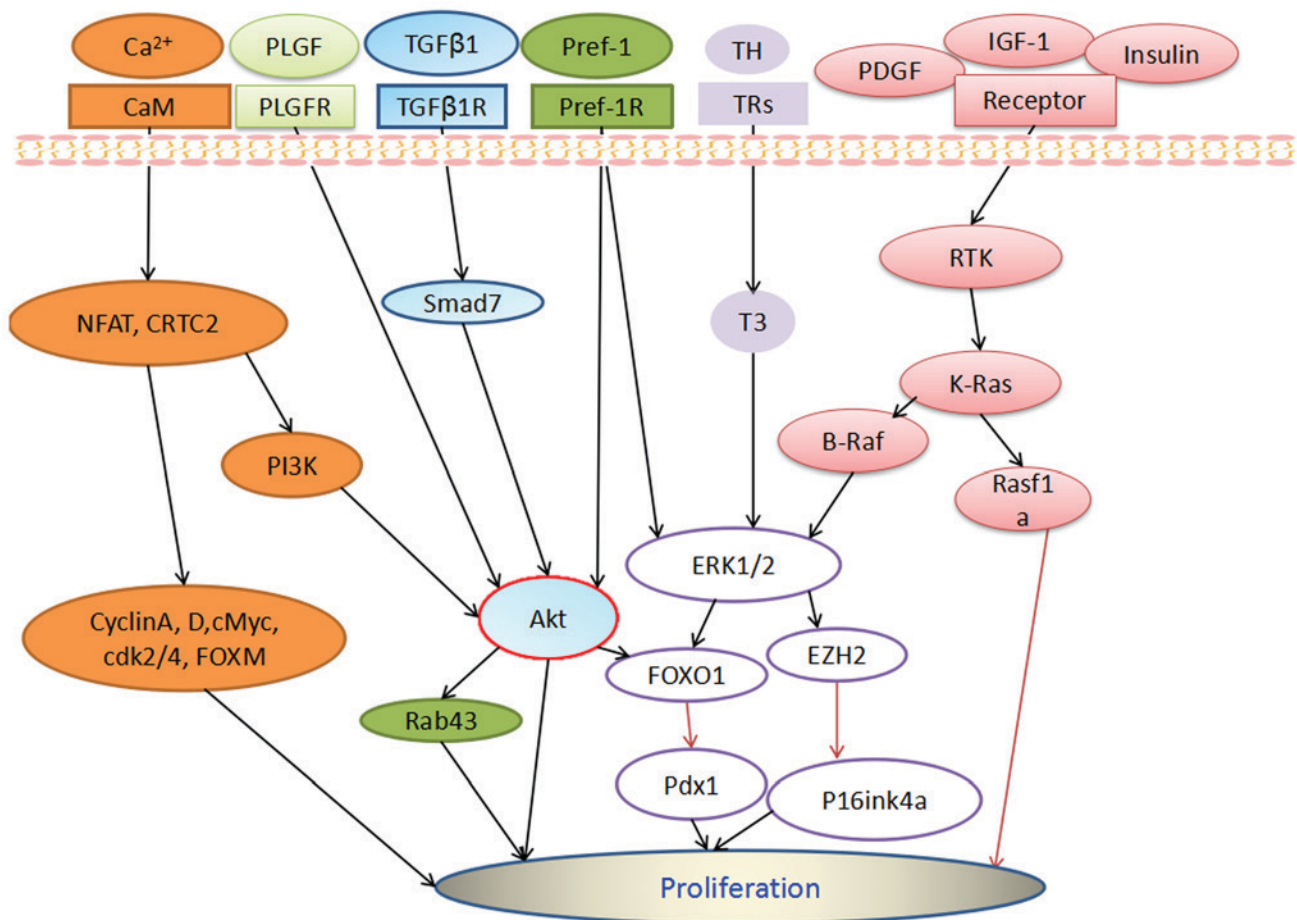 Ca²⁺
PLGF
TGFβ1
Pref-1
TH
IGF-1
PDGF
Insulin
CaM
PLGFR
TGFβ1R
Pref-1R
TRs
Receptor
RTK
NFAT, CRTC2
Smad7
T3
K-Ras
B-Raf
PI3K
Rasf1
a
ERK1/2
CyclinA, D,cMyc,
cdk2/4, FOXM
Akt
EZH2
FOXO1
Rab43
Pdx1
P16ink4a
Proliferation